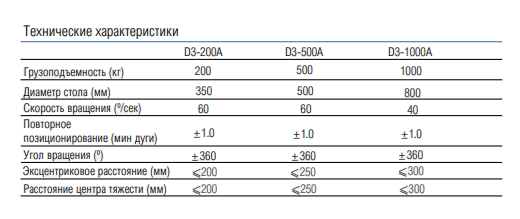 Технические характеристики
D3-200A D3-500A D3-1000A
Грузоподъемность (кг) 200 500 1000
Диаметр стола (мм) 350 500 800
Скорость вращения (⁰/сек) 60 60 40
Повторное
позиционирование (мин дуги) ±1.0 ±1.0 ±1.0
Угол вращения (⁰) ±360 ±360 ±360
Эксцентриковое расстояние (мм) ⩽200 ⩽250 ⩽300
Расстояние центра тяжести (мм) ⩽200 ⩽250 ⩽300